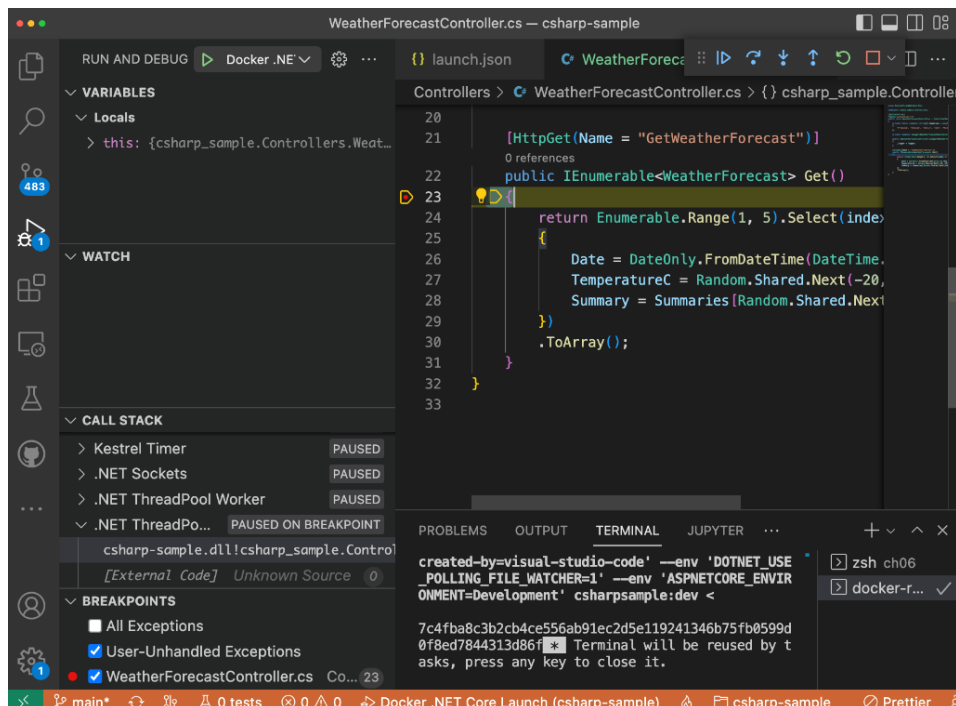 WeatherForecastController.cs — csharp-sample
RUN AND DEBUG Docker .NE
VARIABLES
Locals
this: {csharp_sample.Controllers.Weat…
483
1
WATCH
CALL STACK
Kestrel Timer PAUSED
.NET Sockets PAUSED
.NET ThreadPool Worker PAUSED
.NET ThreadPo... PAUSED ON BREAKPOINT
csharp-sample.dll!csharp_sample.Contro
[External Code] Unknown Source 0
BREAKPOINTS
All Exceptions
User-Unhandled Exceptions
WeatherForecastController.cs Co... 23
1
{} launch.json
C# WeatherForeca
Controllers > C# WeatherForecastController.cs > {} csharp_sample.Controller
20
21 [HttpGet(Name = "GetWeatherForecast")]
0 references
22 public IEnumerable<WeatherForecast> Get()
23 {
24 return Enumerable.Range(1, 5).Select(index
25 {
26 Date = DateOnly.FromDateTime(DateTime.
27 TemperatureC = Random.Shared.Next(-20,
28 Summary = Summaries[Random.Shared.Next
29 })
30 .ToArray();
31 }
32 }
33
PROBLEMS OUTPUT TERMINAL JUPYTER ···
created-by=visual-studio-code' --env 'DOTNET_USE
_POLLING_FILE_WATCHER=1' --env 'ASPNETCORE_ENVIR
ONMENT=Development' csharpsample:dev <
7c4fba8c3b2cb4ce556ab91ec2d5e119241346b75fb0599d
0f8ed7844313d86f * Terminal will be reused by t
asks, press any key to close it.
zsh ch06
docker-r...
main* 0 tests 0 0 Docker .NET Core Launch (csharp-sample) csharp-sample Prettier